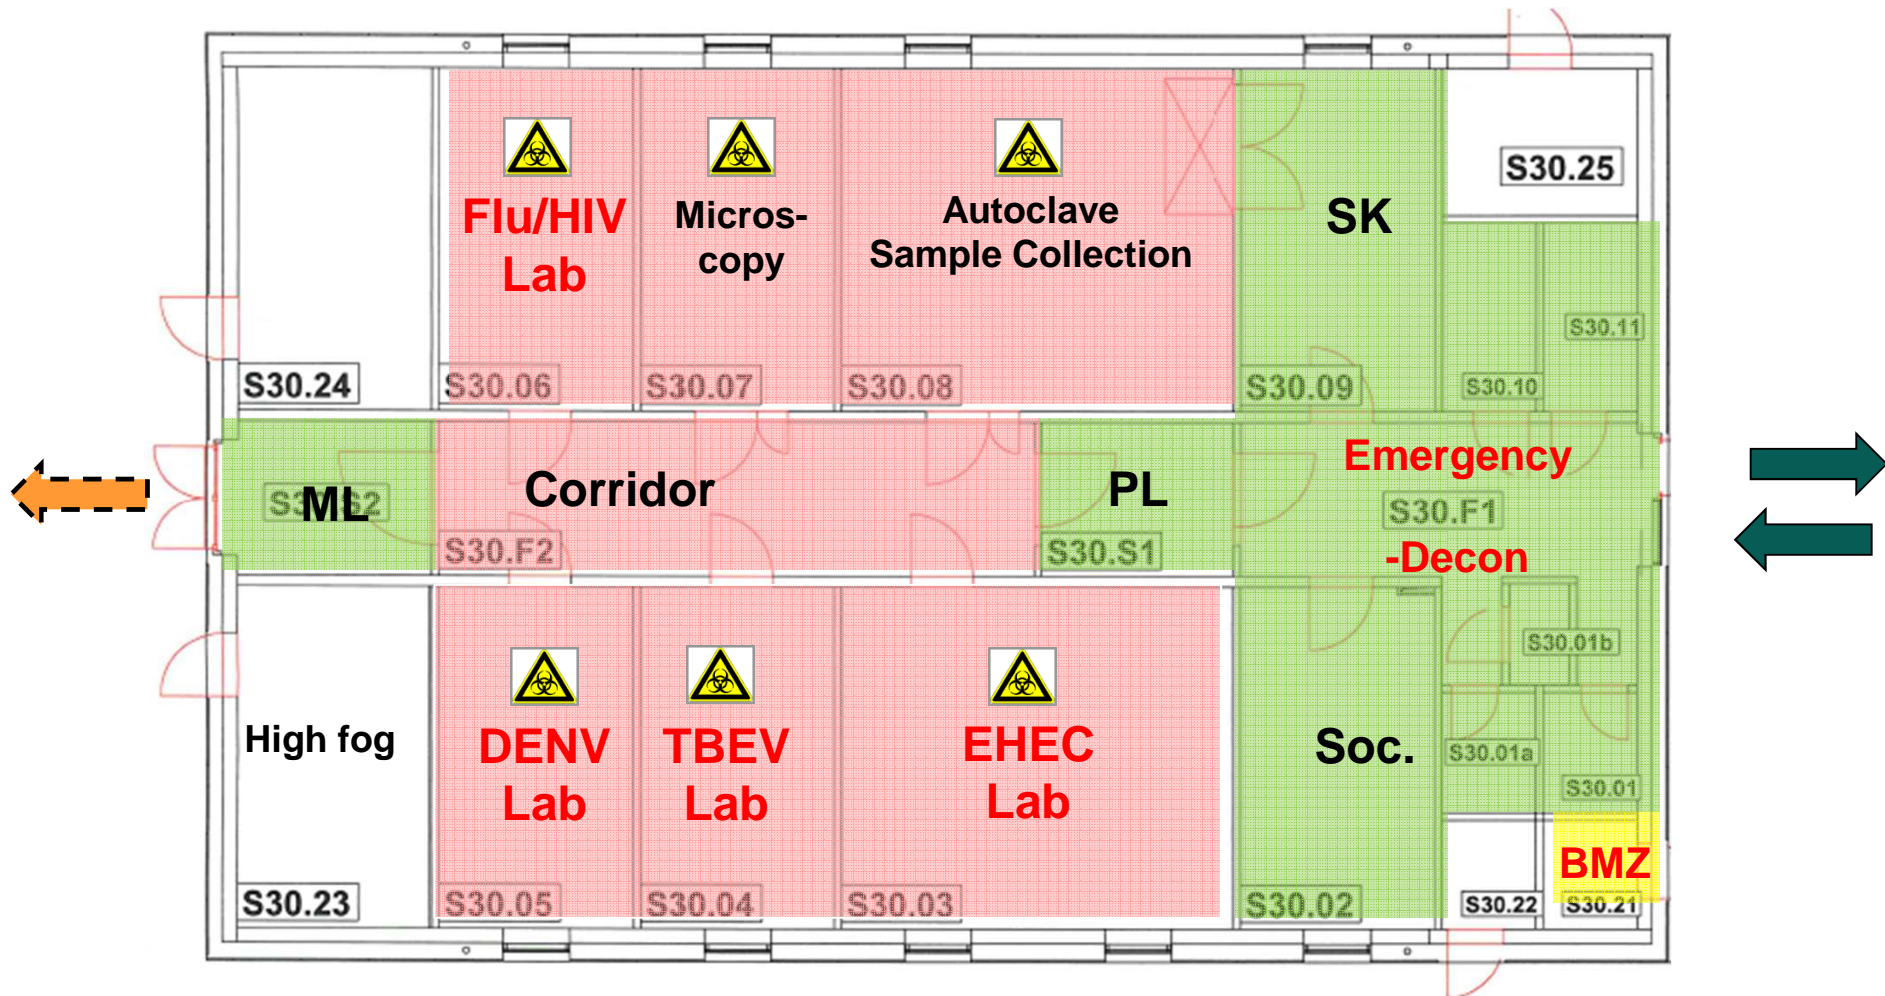 S30.25
Flu/HIV
Lab
Micros-
copy
Autoclave
Sample Collection
SK
S30.11
S30.24
S30.06
S30.07
S30.08
S30.09
S30.10
Emergency
S30.S2
ML
Corridor
PL
S30.F1
S30.F2
S30.S1
-Decon
S30.01b
High fog
DENV
Lab
TBEV
Lab
EHEC
Lab
Soc.
S30.01a
S30.01
BMZ
S30.23
S30.05
S30.04
S30.03
S30.02
S30.22
S30.21